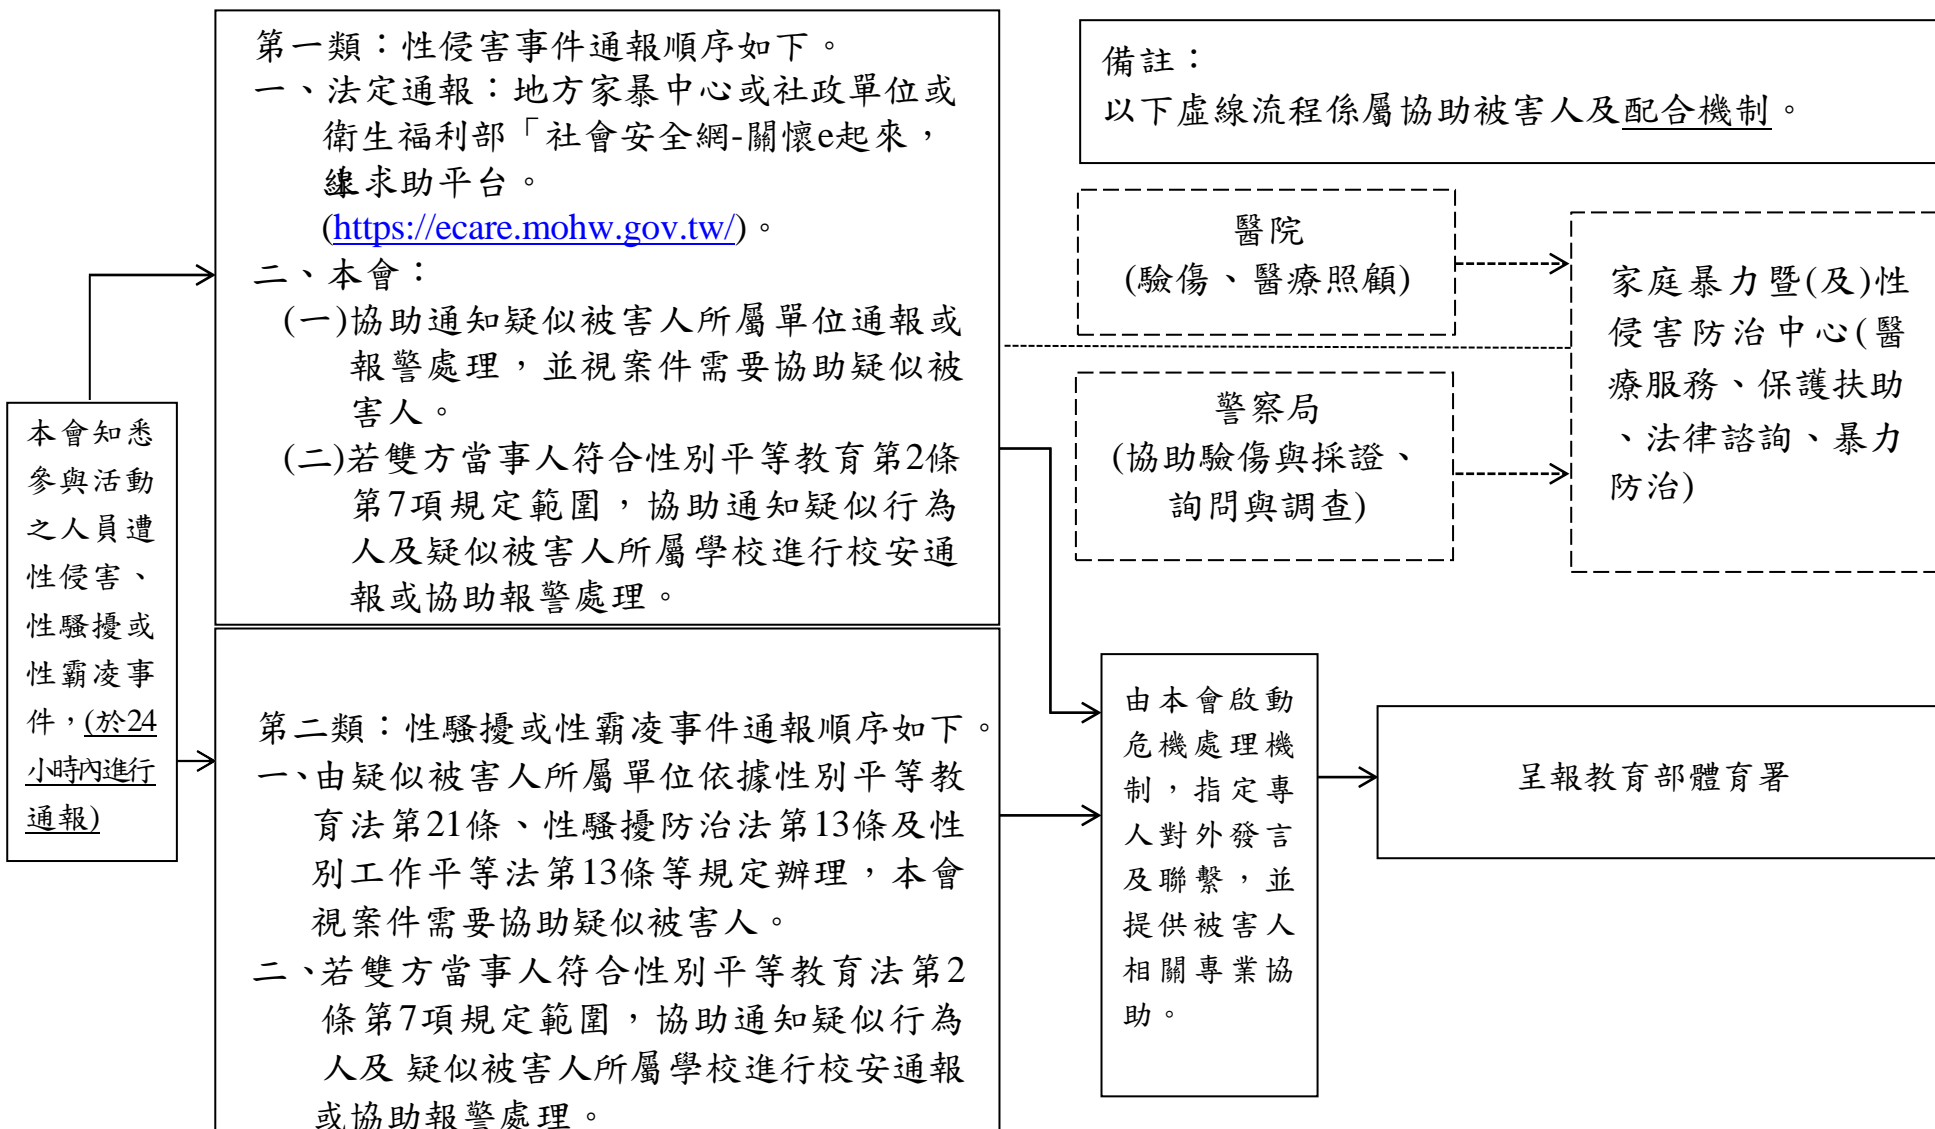 本會知悉
參與活動
之人員遭
性侵害、
性騷擾或
性霸凌事
件,(於24
小時內進行
通報)
第一類:性侵害事件通報順序如下。
一、法定通報:地方家暴中心或社政單位或
衛生福利部「社會安全網-關懷e起來,
線求助平台。
(https://ecare.mohw.gov.tw/)。
二、本會:
(一)協助通知疑似被害人所屬單位通報或
報警處理,並視案件需要協助疑似被
害人。
(二)若雙方當事人符合性別平等教育第2條
第7項規定範圍,協助通知疑似行為
人及疑似被害人所屬學校進行校安通
報或協助報警處理。
第二類:性騷擾或性霸凌事件通報順序如下。
一、由疑似被害人所屬單位依據性別平等教
育法第21條、性騷擾防治法第13條及性
別工作平等法第13條等規定辦理,本會
視案件需要協助疑似被害人。
二、若雙方當事人符合性別平等教育法第2
條第7項規定範圍,協助通知疑似行為
人及 疑似被害人所屬學校進行校安通報
或協助報警處理。
備註:
以下虛線流程係屬協助被害人及配合機制。
醫院
(驗傷、醫療照顧)
警察局
(協助驗傷與採證、
詢問與調查)
家庭暴力暨(及)性
侵害防治中心(醫
療服務、保護扶助
、法律諮詢、暴力
防治)
由本會啟動
危機處理機
制,指定專
人對外發言
及聯繫,並
提供被害人
相關專業協
助。
呈報教育部體育署